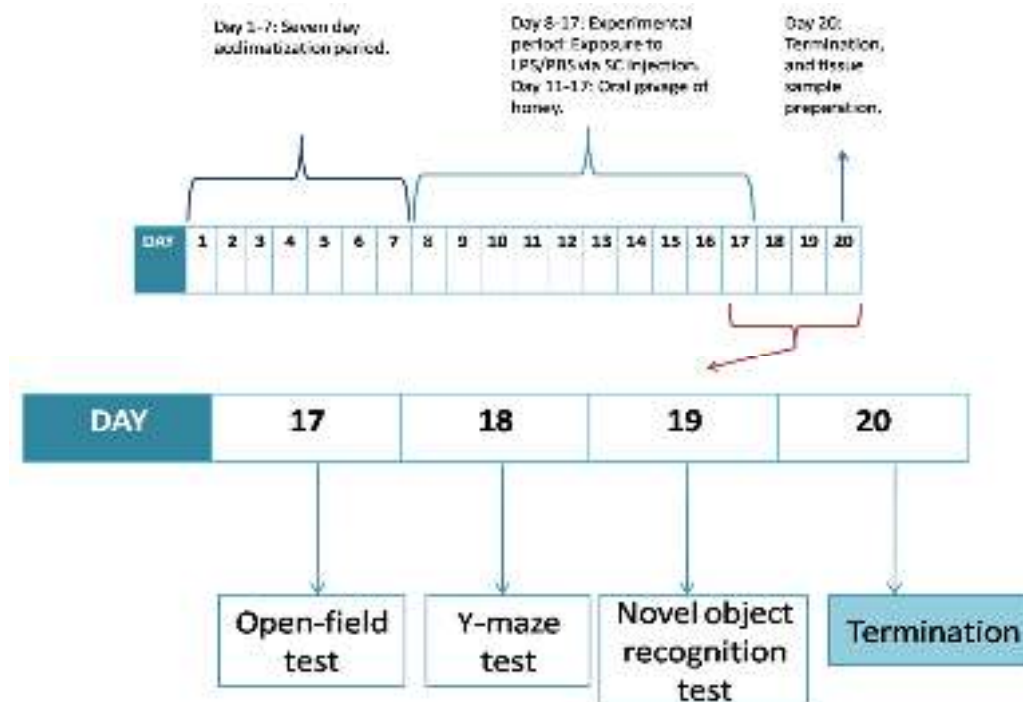 Day 1-7: Seven day
acclimatization period.
Day 8-17: Experimental
period: Exposure to
LPS/PBS via SC injection.
Day 11-17: Oral gavage of
honey.
Day 20:
Termination,
and tissue
sample
preparation.
DAY 1 2 3 4 5 6 7 8 9 10 11 12 13 14 15 16 17 18 19 20
DAY 17 18 19 20
Open-field
test
Y-maze
test
Novel object
recognition
test
Termination